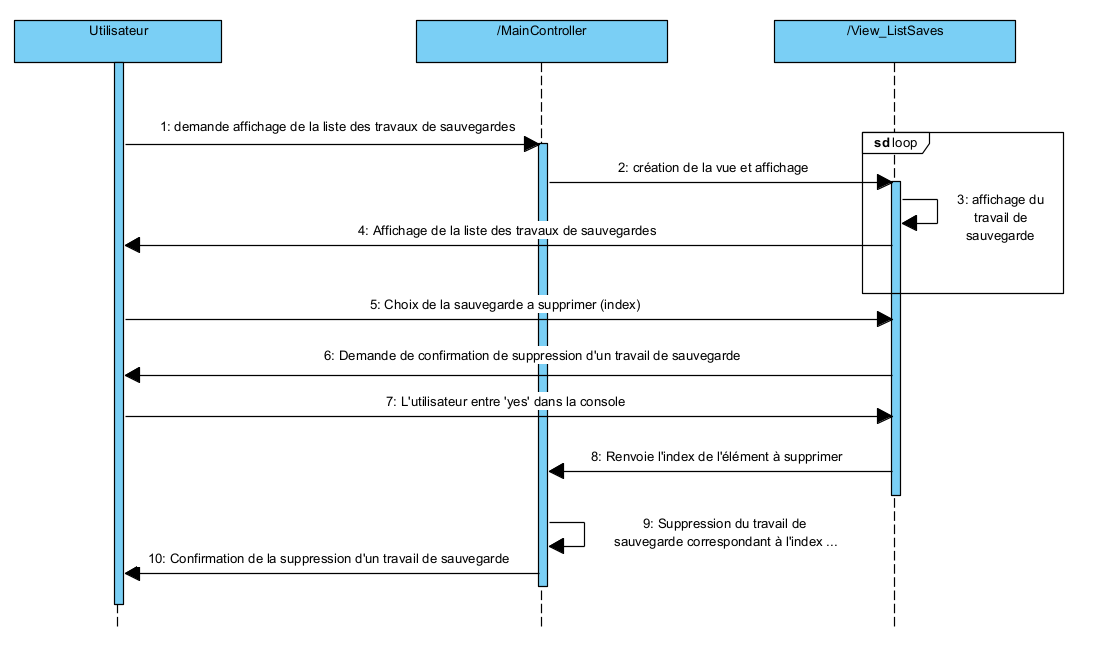 Utilisateur
/MainController
/View_ListSaves
1: demande affichage de la liste des travaux de sauvegardes
sd loop
2: création de la vue et affichage
3: affichage du
travail de
sauvegarde
4: Affichage de la liste des travaux de sauvegardes
5: Choix de la sauvegarde a supprimer (index)
6: Demande de confirmation de suppression d'un travail de sauvegarde
7: L'utilisateur entre 'yes' dans la console
8: Renvoie l'index de l'élément à supprimer
9: Suppression du travail de
sauvegarde correspondant à l'index ...
10: Confirmation de la suppression d'un travail de sauvegarde